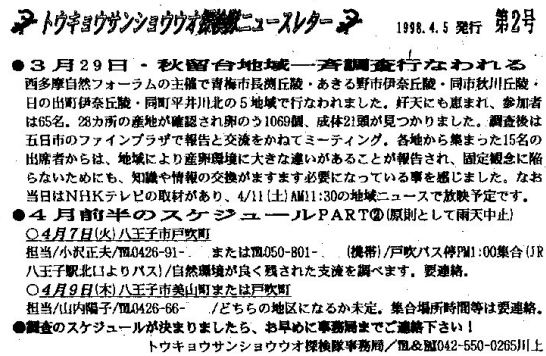 トウキョウサンショウウオ探検隊ニュースレター 1998.4.5 発行 第2号
●3月29日・秋留台地域一斉調査行なわれる
西多摩自然フォーラムの主催で青梅市長渕丘陵・あきる野市伊奈丘陵・同市秋川丘陵・
日の出町伊奈丘陵・同町平井川北の5地域で行なわれました。好天にも恵まれ、参加者
は65名。28カ所の産地が確認され卵のう1069個、成体21頭が見つかりました。調査後は
五日市のファインプラザで報告と交流をかねてミーティング。各地から集まった15名の
出席者からは、地域により産卵環境に大きな違いがあることが報告され、固定観念に陥
らないためにも、知識や情報の交換がますます必要になっている事を感じました。なお
当日はNHKテレビの取材があり、4/11(土)AM11:30の地域ニュースで放映予定です。
●4月前半のスケジュールPART②(原則として雨天中止)
○4月7日(火)八王子市戸吹町
担当/小沢正夫/℡0426-91- または℡050-801- (携帯)/戸吹バス停PM1:00集合(JR
八王子駅北口よりバス)/自然環境が良く残された支流を調べます。要連絡。
○4月9日(木)八王子市美山町または戸吹町
担当/山内陽子/℡0426-66- /どちらの地区になるか未定。集合場所時間等は要連絡。
●調査のスケジュールが決まりましたら、お早めに事務局までご連絡下さい!
トウキョウサンショウウオ探検隊事務局/℡&FAX042-550-0265川上